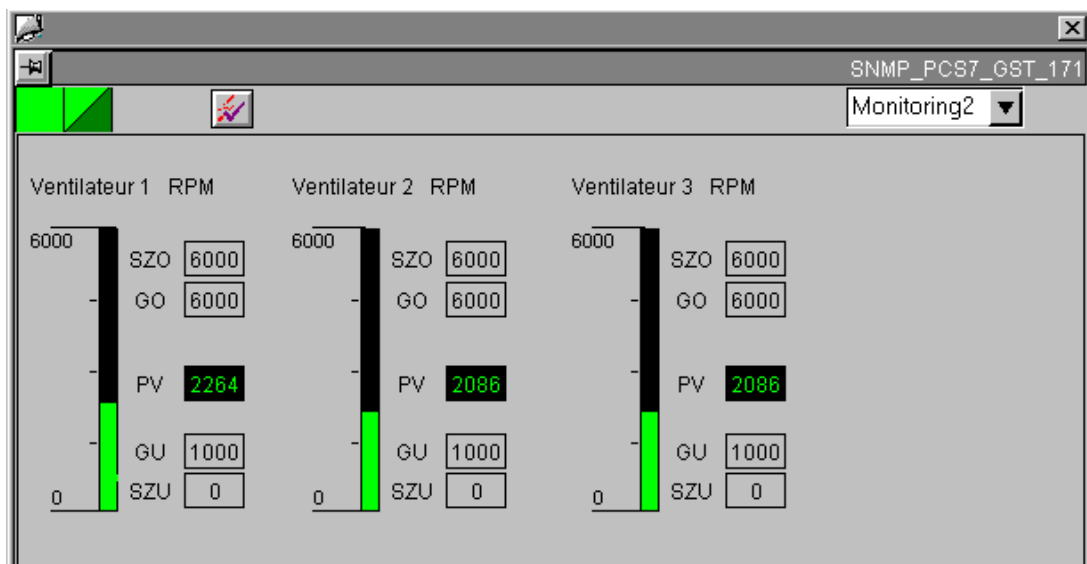 SNMP_PCS7_GST_171
Monitoring2
Ventilateur 1 RPM
6000
SZO 6000
GO 6000
PV 2264
GU 1000
SZU 0
0
Ventilateur 2 RPM
6000
SZO 6000
GO 6000
PV 2086
GU 1000
SZU 0
0
Ventilateur 3 RPM
6000
SZO 6000
GO 6000
PV 2086
GU 1000
SZU 0
0